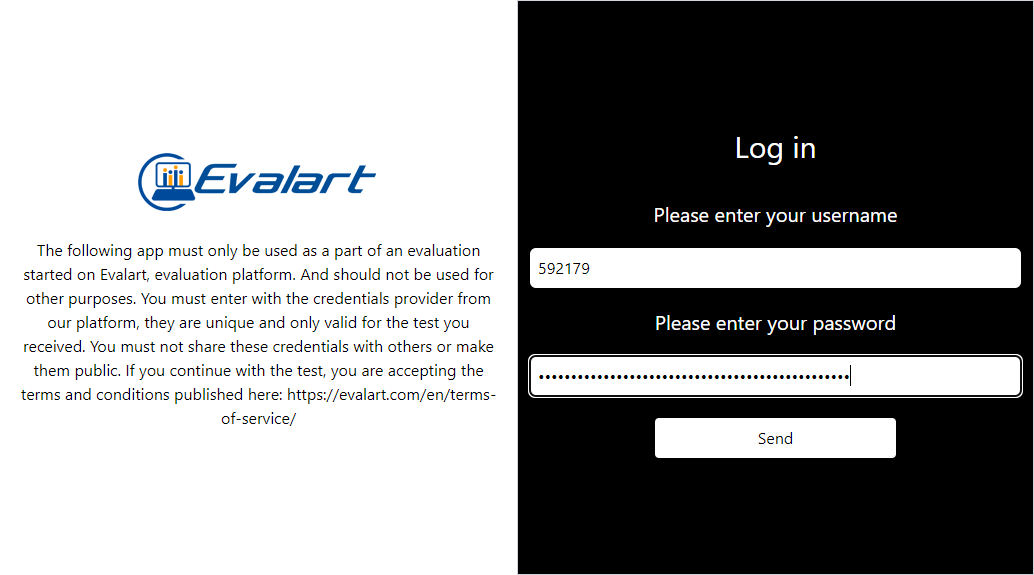 Evalart
The following app must only be used as a part of an evaluation
started on Evalart, evaluation platform. And should not be used for
other purposes. You must enter with the credentials provider from
our platform, they are unique and only valid for the test you
received. You must not share these credentials with others or make
them public. If you continue with the test, you are accepting the
terms and conditions published here: https://evalart.com/en/terms-
of-service/
Log in
Please enter your username
592179
Please enter your password
••••••••••••••••••••••••••••••••••••••••••••••••
Send